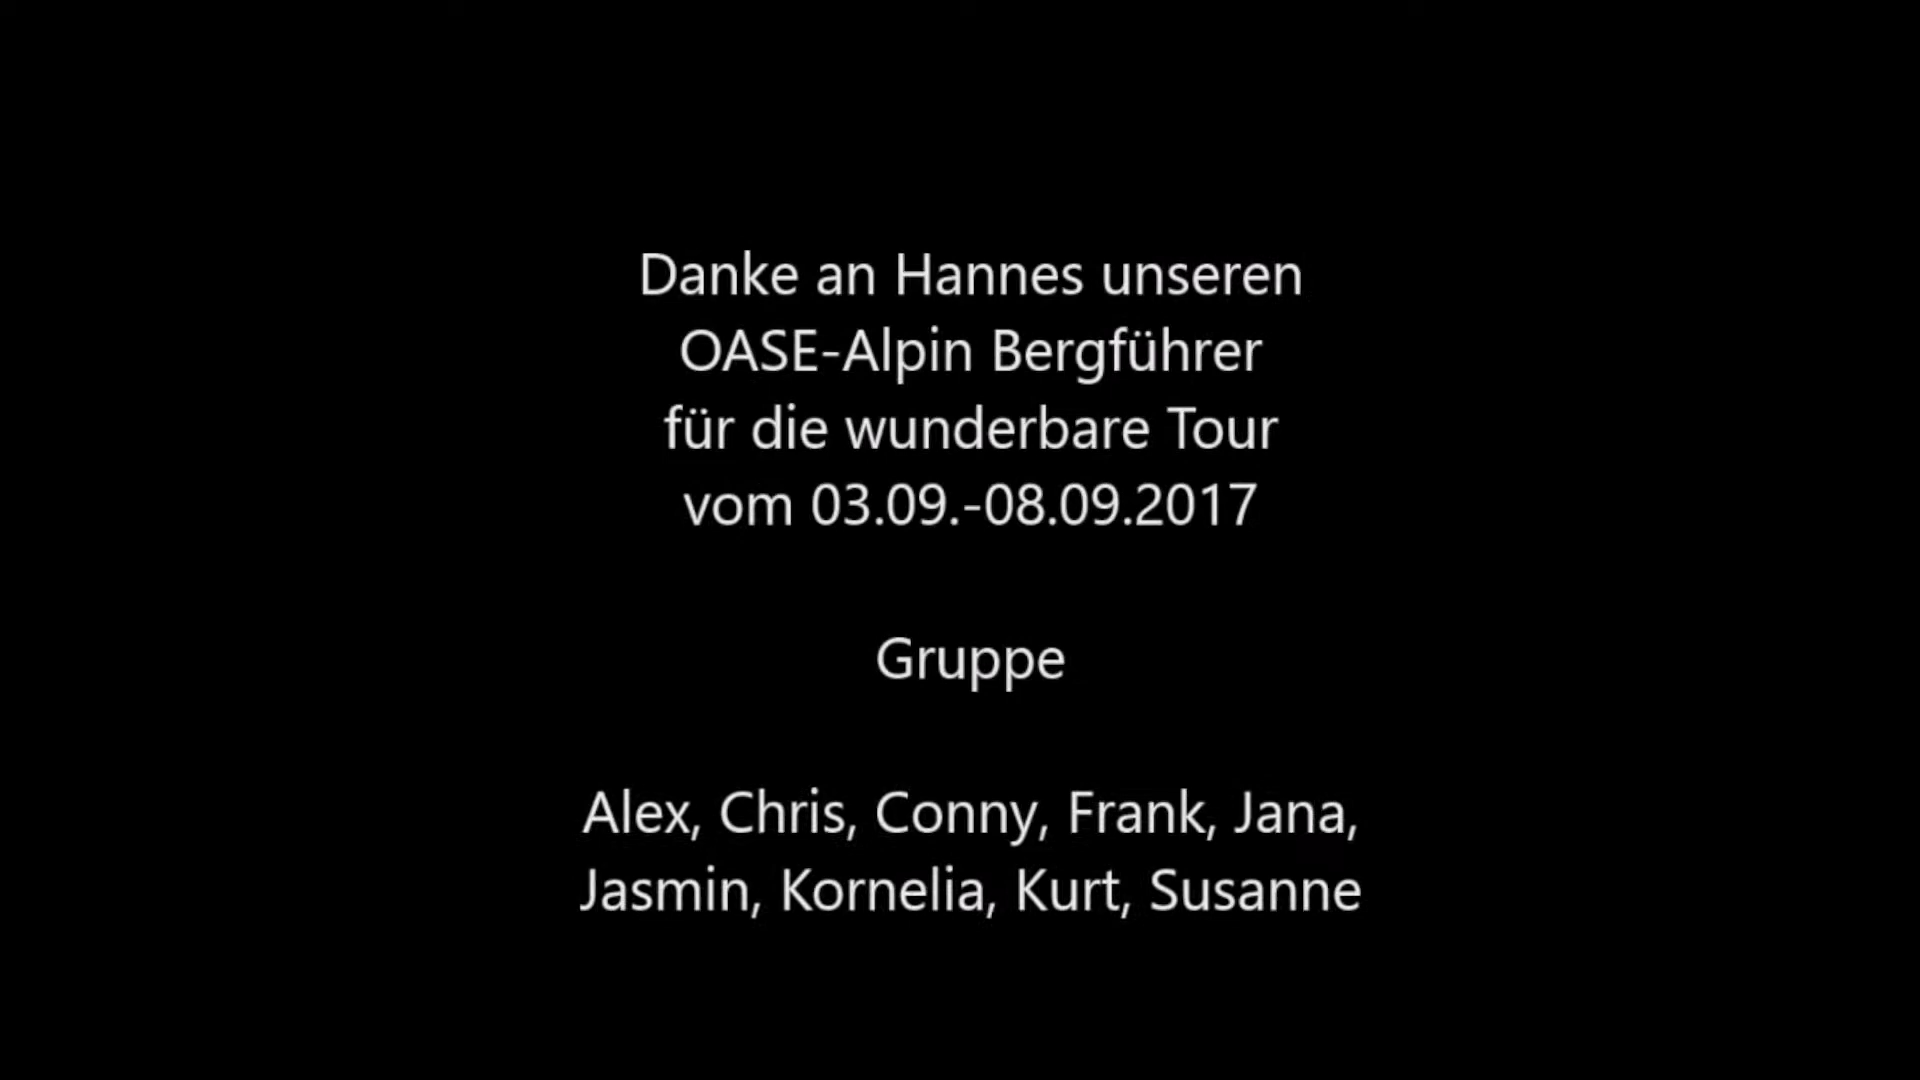 Danke an Hannes unseren
OASE-Alpin Bergführer
für die wunderbare Tour
vom 03.09.-08.09.2017
Gruppe
Alex, Chris, Conny, Frank, Jana,
Jasmin, Kornelia, Kurt, Susanne